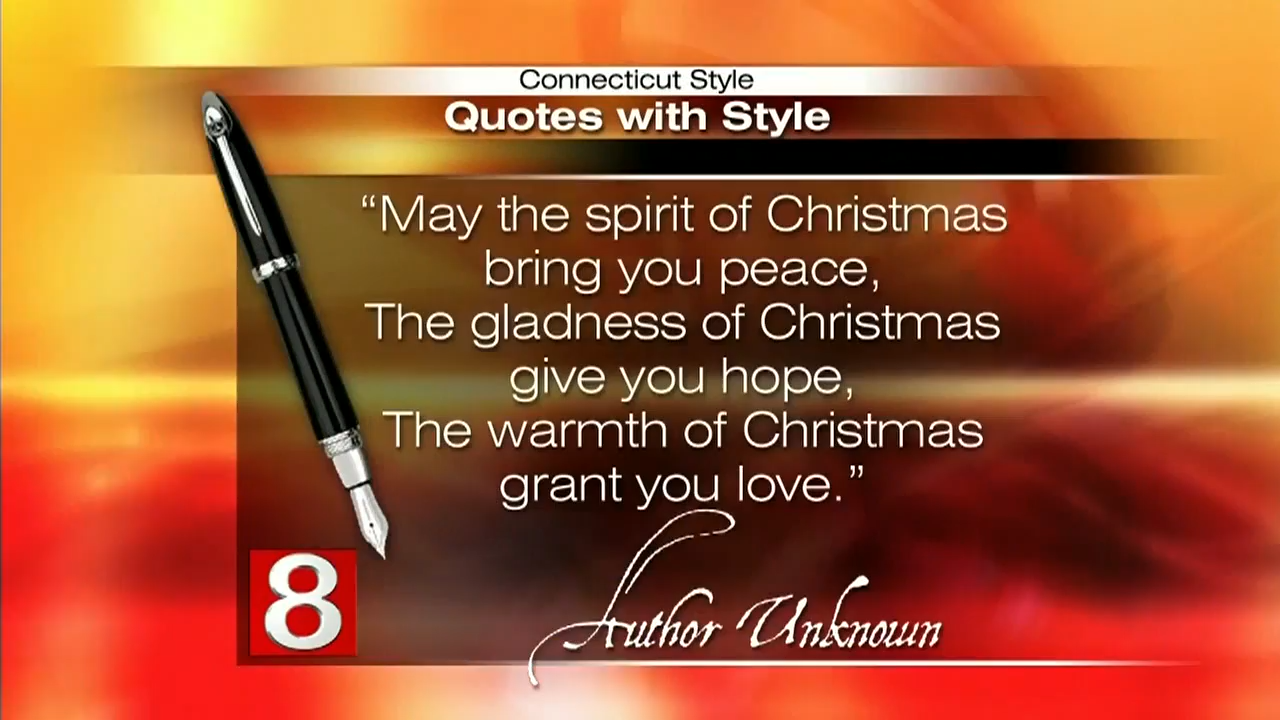 Connecticut Style
Quotes with Style
“May the spirit of Christmas
bring you peace,
The gladness of Christmas
give you hope,
The warmth of Christmas
grant you love.”
Author Unknown
8